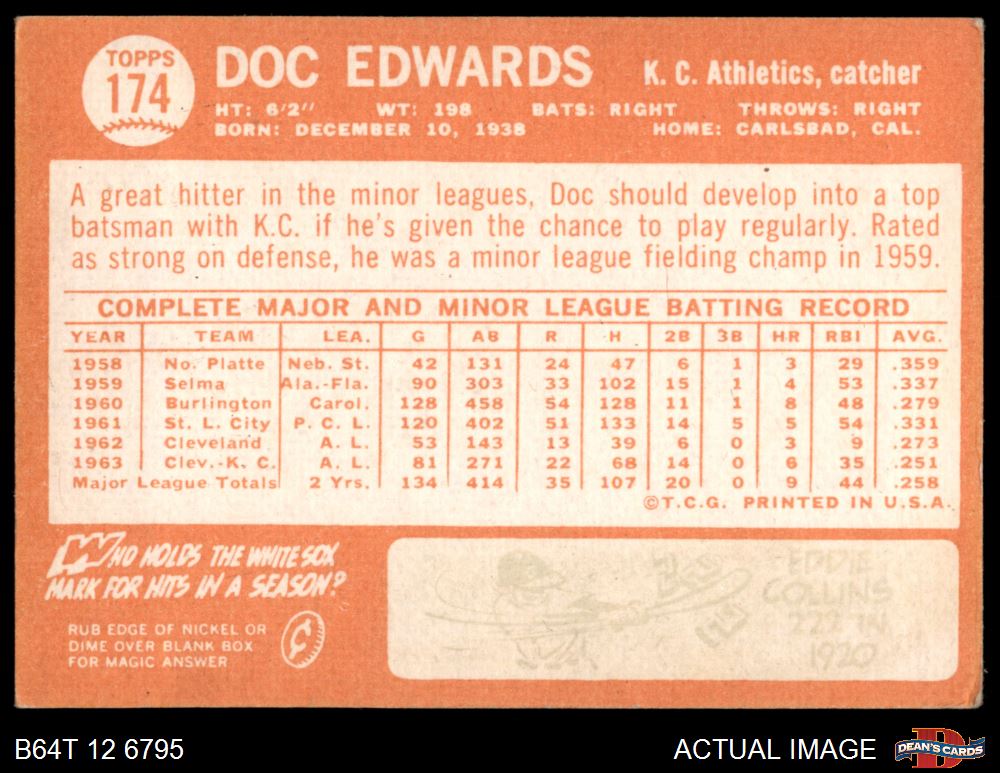 TOPPS
174
DOC EDWARDS
K. C. Athletics, catcher
HT: 6'2" WT: 198 BATS: RIGHT THROWS: RIGHT
BORN: DECEMBER 10, 1938 HOME: CARLSBAD, CAL.
A great hitter in the minor leagues, Doc should develop into a top
batsman with K.C. if he's given the chance to play regularly. Rated
as strong on defense, he was a minor league fielding champ in 1959.
COMPLETE MAJOR AND MINOR LEAGUE BATTING RECORD
YEAR TEAM LEA. G AB R H 2B 3B HR RBI AVG.
1958 No. Platte Neb. St. 42 131 24 47 6 1 3 29 .359
1959 Selma Ala.-Fla. 90 303 33 102 15 1 4 53 .337
1960 Burlington Carol. 128 458 54 128 11 1 8 48 .279
1961 St. L. City P. C. L. 120 402 51 133 14 5 5 54 .331
1962 Cleveland A. L. 53 143 13 39 6 0 3 9 .273
1963 Clev.-K. C. A. L. 81 271 22 68 14 0 6 35 .251
Major League Totals 2 Yrs. 134 414 35 107 20 0 9 44 .258
©T.C.G. PRINTED IN U.S.A.
WHO HOLDS THE WHITE SOX
MARK FOR HITS IN A SEASON?
RUB EDGE OF NICKEL OR
DIME OVER BLANK BOX
FOR MAGIC ANSWER
EDDIE
COLLINS
222 IN
1920
B64T 12 6795
ACTUAL IMAGE
DEAN'S CARDS